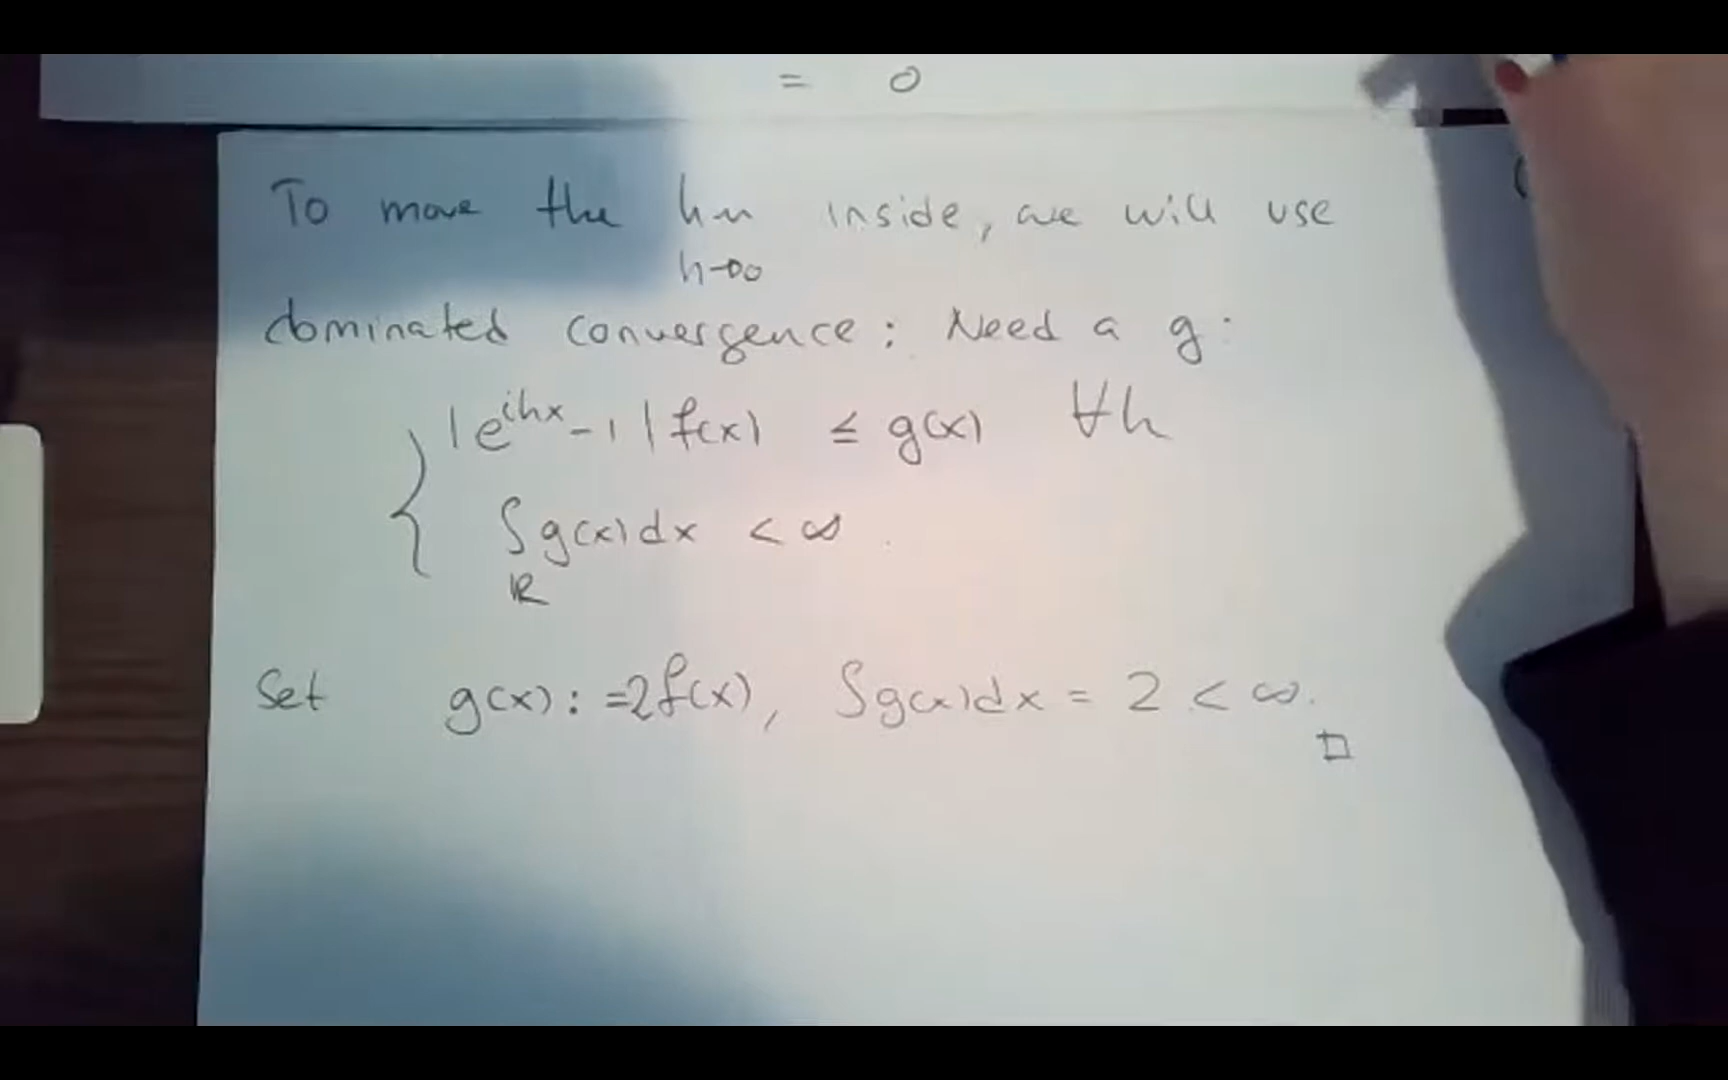 = 0
To move the lim inside, we will use
h→∞
dominated convergence: Need a g:
|e^{ihx} - 1| f(x) ≤ g(x) ∀h
∫_ℝ g(x)dx < ∞.
Set g(x) := 2f(x), ∫g(x)dx = 2 < ∞.
□